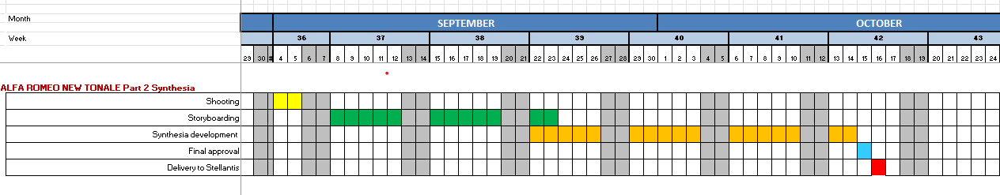 Month SEPTEMBER OCTOBER
Week 36 37 38 39 40 41 42 43
29 30 # 4 5 6 7 8 9 10 11 12 13 14 15 16 17 18 19 20 21 22 23 24 25 26 27 28 29 30 1 2 3 4 5 6 7 8 9 10 11 12 13 14 15 16 17 18 19 20 21 22 23 24
ALFA ROMEO NEW TONALE Part 2 Synthesia
Shooting
Storyboarding
Synthesia development
Final approval
Delivery to Stellantis